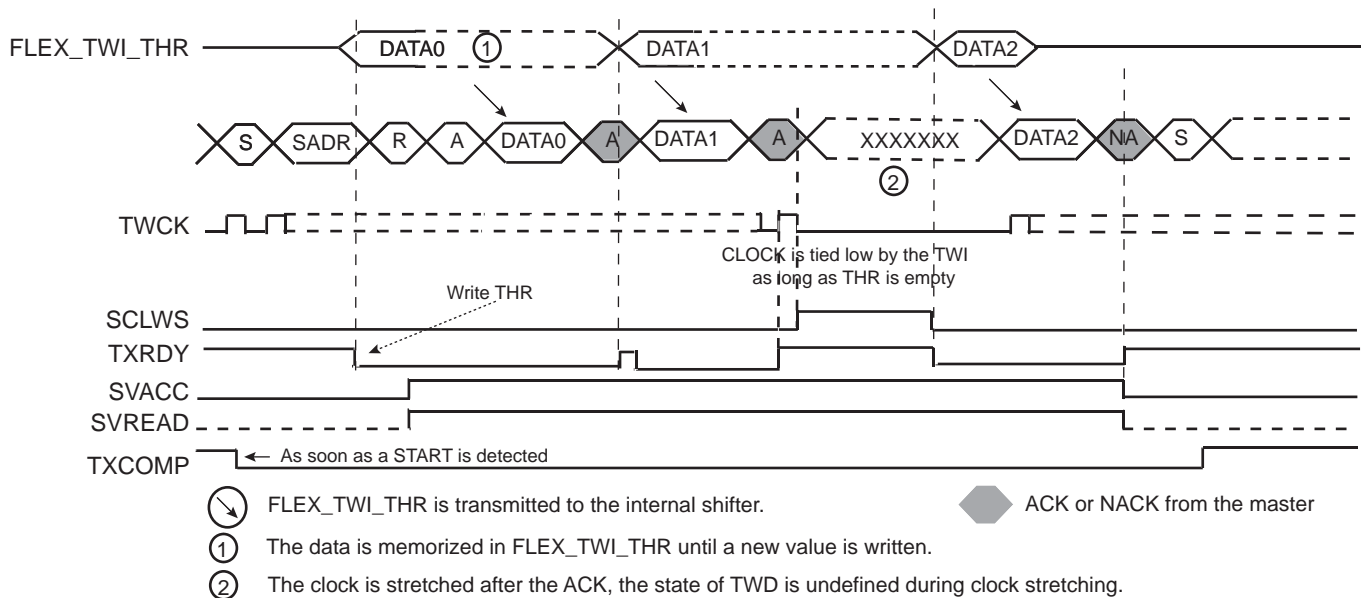 FLEX_TWI_THR DATA0 1 DATA1 DATA2
S SADR R A DATA0 A DATA1 A XXXXXXX DATA2 NA S
2
TWCK
CLOCK is tied low by the TWI
as long as THR is empty
Write THR
SCLWS
TXRDY
SVACC
SVREAD
TXCOMP As soon as a START is detected
FLEX_TWI_THR is transmitted to the internal shifter. ACK or NACK from the master
1 The data is memorized in FLEX_TWI_THR until a new value is written.
2 The clock is stretched after the ACK, the state of TWD is undefined during clock stretching.